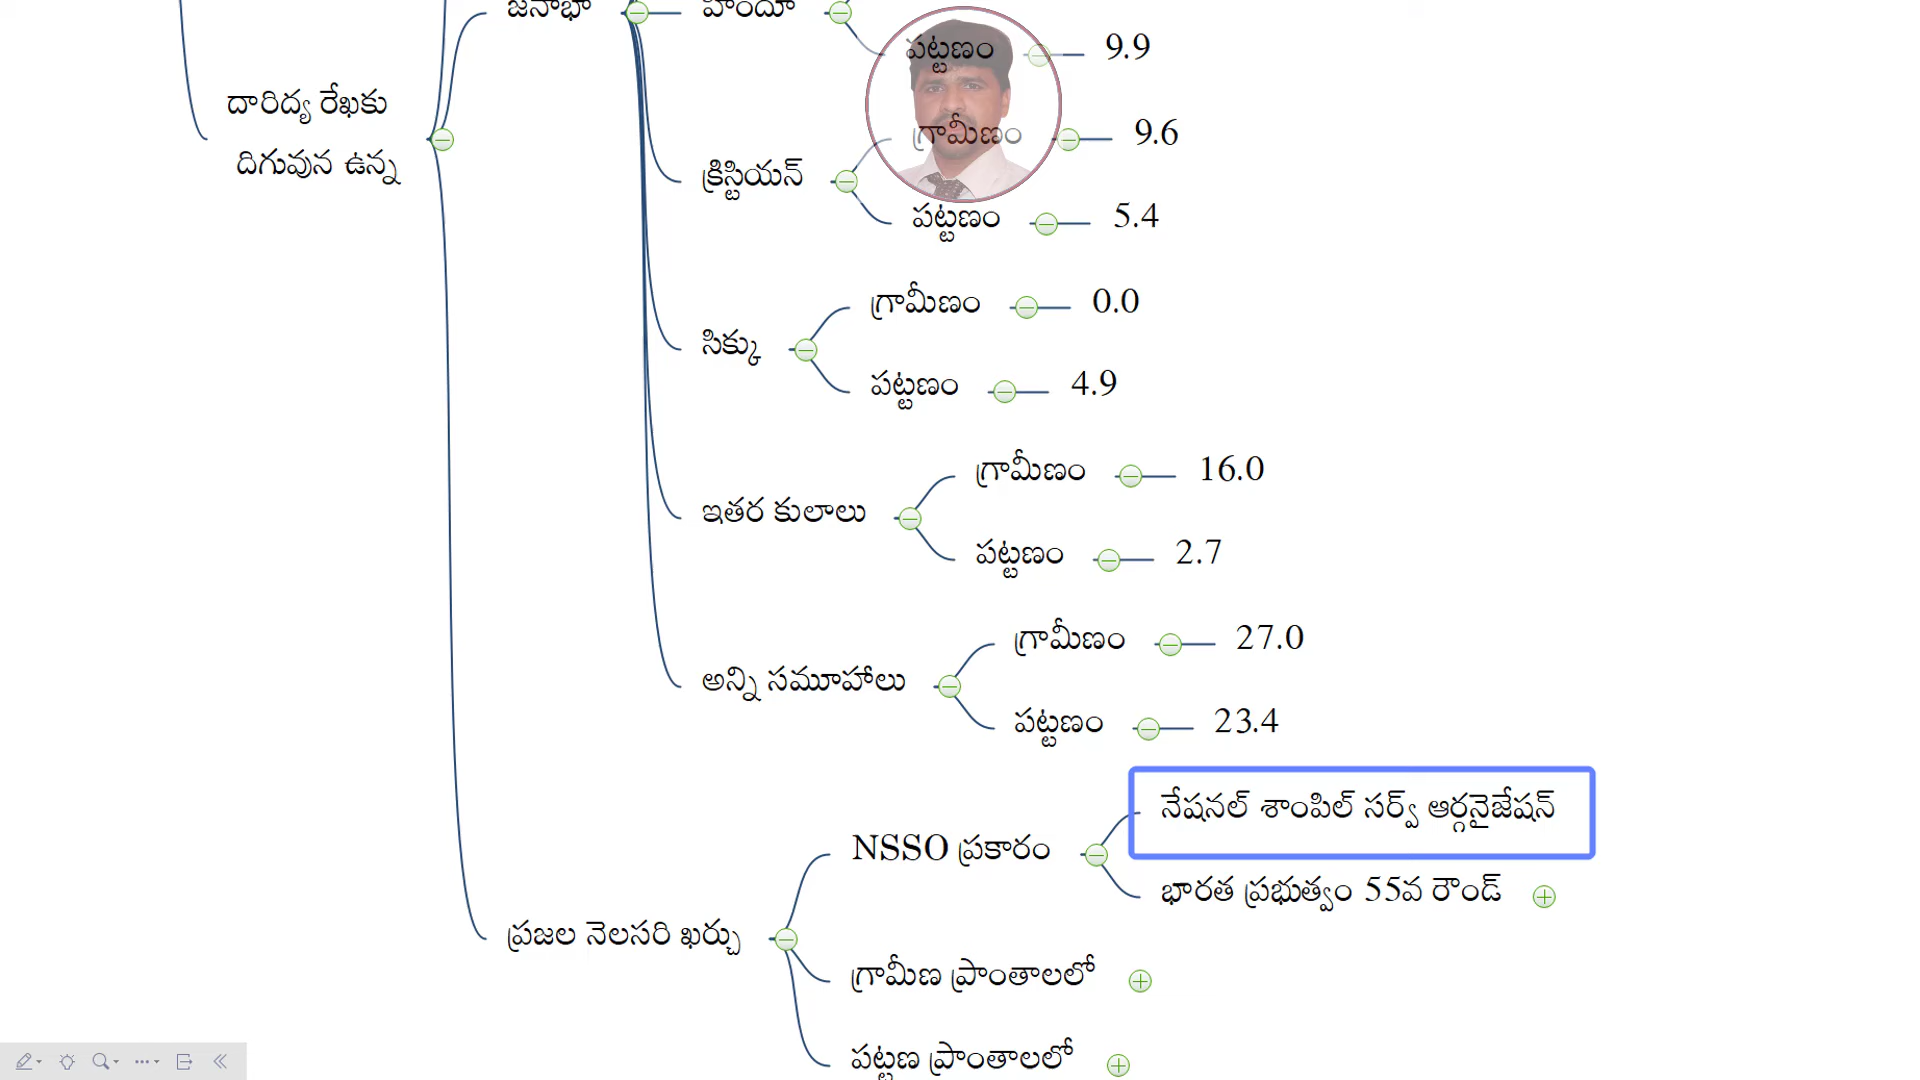 జనాభా
హిందూ
పట్టణం
9.9
దారిద్య రేఖకు
దిగువున ఉన్న
గ్రామీణం
9.6
క్రిస్టియన్
పట్టణం
5.4
గ్రామీణం
0.0
సిక్కు
పట్టణం
4.9
గ్రామీణం
16.0
ఇతర కులాలు
పట్టణం
2.7
గ్రామీణం
27.0
అన్ని సమూహాలు
పట్టణం
23.4
నేషనల్ శాంపిల్ సర్వ్ ఆర్గనైజేషన్
NSSO ప్రకారం
భారత ప్రభుత్వం 55వ రౌండ్
ప్రజల నెలసరి ఖర్చు
గ్రామీణ ప్రాంతాలలో
పట్టణ ప్రాంతాలలో